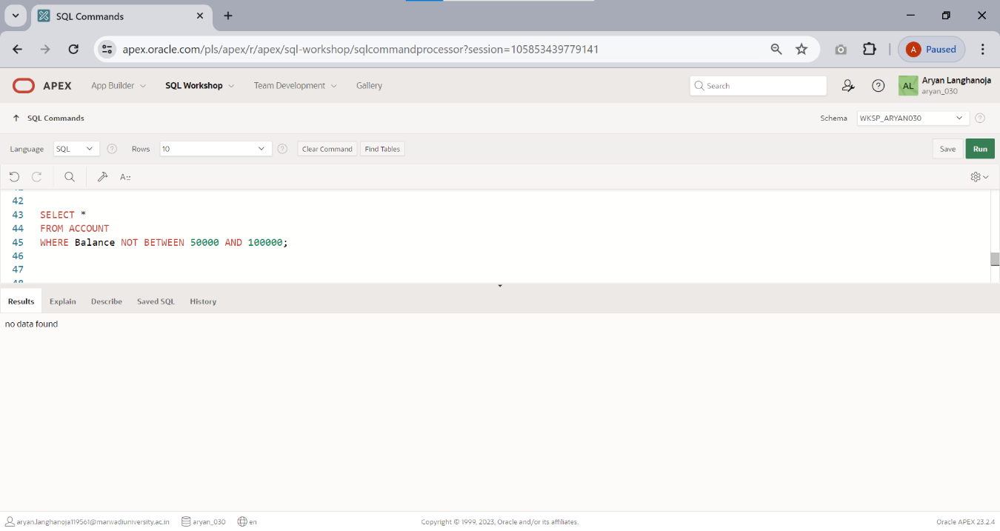 SQL Commands
apex.oracle.com/pls/apex/r/apex/sql-workshop/sqlcommandprocessor?session=105853439779141
A Paused
APEX App Builder SQL Workshop Team Development Gallery Search AL Aryan Langhanoja
aryan_030
SQL Commands Schema WKSP_ARYAN030
Language SQL Rows 10 Clear Command Find Tables Save Run
42
43 SELECT *
44 FROM ACCOUNT
45 WHERE Balance NOT BETWEEN 50000 AND 100000;
46
47
Results Explain Describe Saved SQL History
no data found
aryan.langhanoja119561@marwadiuniversity.ac.in aryan_030 en Copyright © 1999, 2023, Oracle and/or its affiliates. Oracle APEX 23.2.4